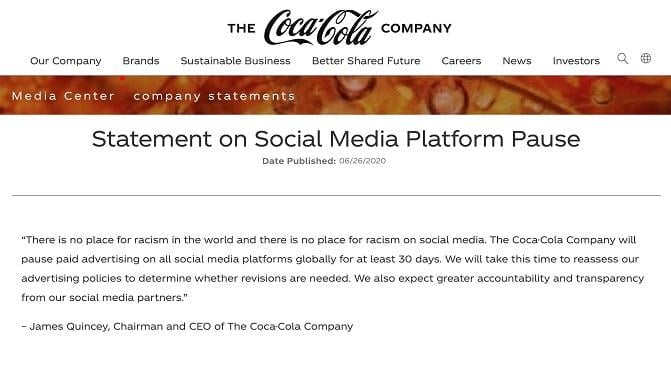 THE Coca-Cola COMPANY
Our Company Brands Sustainable Business Better Shared Future Careers News Investors
Media Center company statements
Statement on Social Media Platform Pause
Date Published: 06/26/2020
“There is no place for racism in the world and there is no place for racism on social media. The Coca-Cola Company will
pause paid advertising on all social media platforms globally for at least 30 days. We will take this time to reassess our
advertising policies to determine whether revisions are needed. We also expect greater accountability and transparency
from our social media partners.”
– James Quincey, Chairman and CEO of The Coca-Cola Company